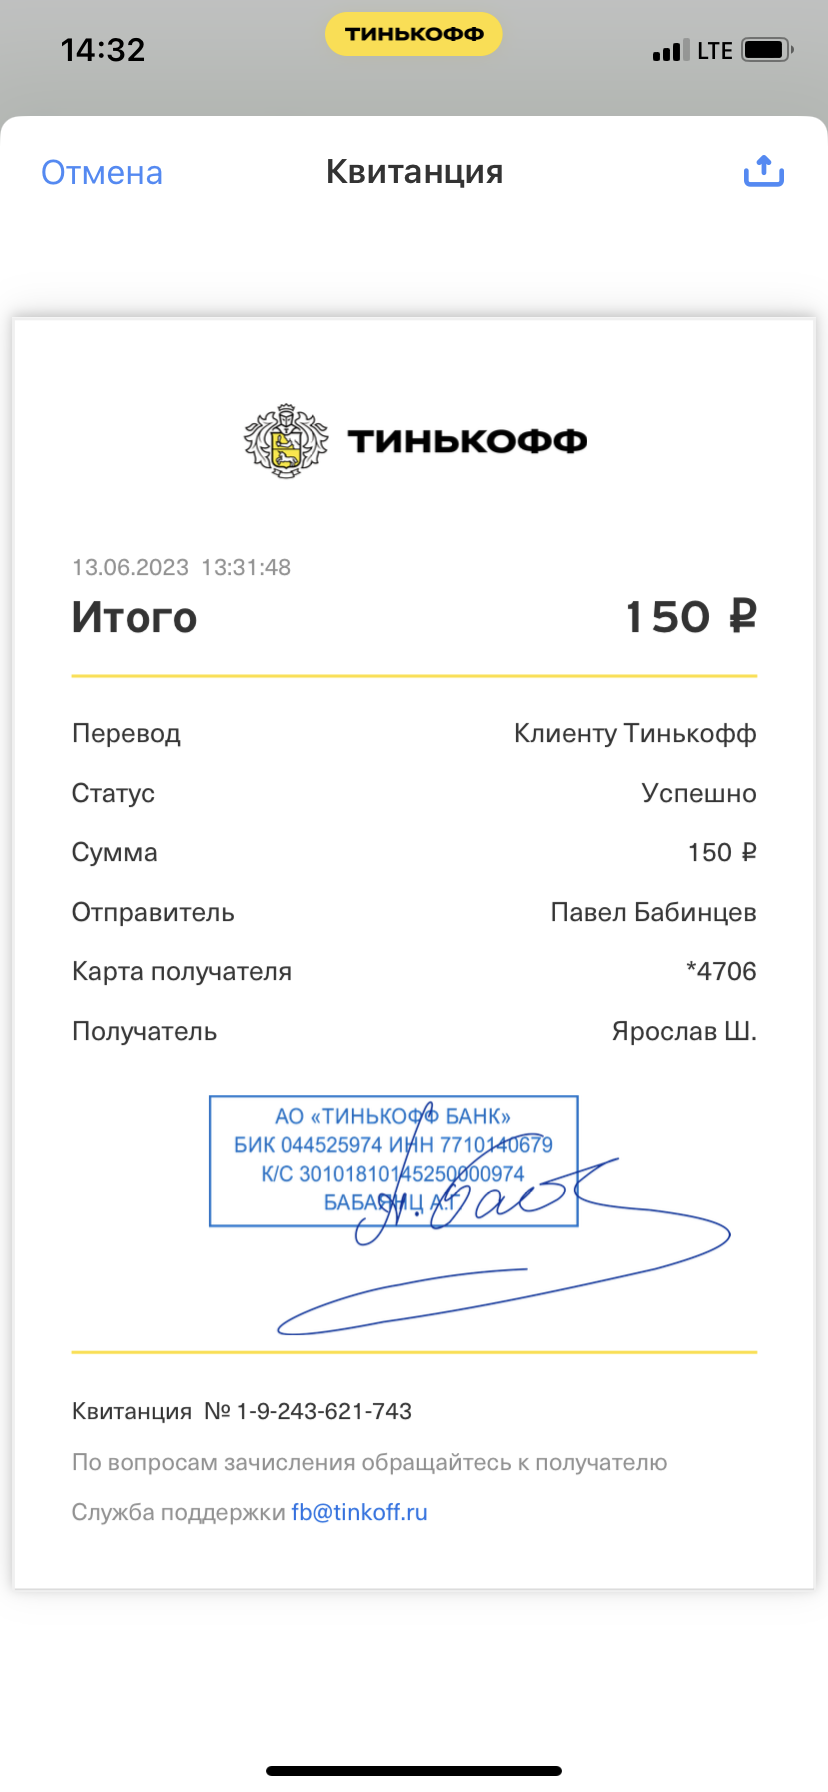 14:32
ТИНЬКОФФ
LTE
Отмена
Квитанция
ТИНЬКОФФ
13.06.2023 13:31:48
Итого 150 ₽
Перевод Клиенту Тинькофф
Статус Успешно
Сумма 150 ₽
Отправитель Павел Бабинцев
Карта получателя *4706
Получатель Ярослав Ш.
АО «ТИНЬКОФФ БАНК»
БИК 044525974 ИНН 7710140679
К/С 30101810145250000974
БАБАЯНЦ А.Г
Квитанция № 1-9-243-621-743
По вопросам зачисления обращайтесь к получателю
Служба поддержки fb@tinkoff.ru